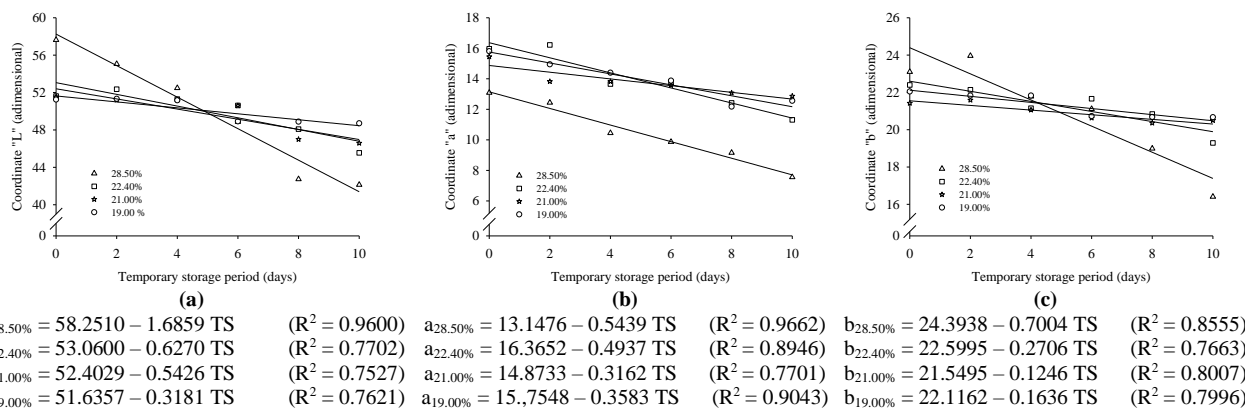 60
56
52
48
44
40
0
Coordinate "L" (adimensional)
28.50%
22.40%
21.00%
19.00 %
0 2 4 6 8 10
Temporary storage period (days)
(a)
18
16
14
12
10
8
6
0
Coordinate "a" (adimensional)
28.50%
22.40%
21.00%
19.00%
0 2 4 6 8 10
Temporary storage period (days)
(b)
26
24
22
20
18
16
0
Coordinate "b" (adimensional)
28.50%
22.40%
21.00%
19.00%
0 2 4 6 8 10
Temporary storage period (days)
(c)
28.50% = 58.2510 – 1.6859 TS (R² = 0.9600) a28.50% = 13.1476 – 0.5439 TS (R² = 0.9662) b28.50% = 24.3938 – 0.7004 TS (R² = 0.8555)
22.40% = 53.0600 – 0.6270 TS (R² = 0.7702) a22.40% = 16.3652 – 0.4937 TS (R² = 0.8946) b22.40% = 22.5995 – 0.2706 TS (R² = 0.7663)
21.00% = 52.4029 – 0.5426 TS (R² = 0.7527) a21.00% = 14.8733 – 0.3162 TS (R² = 0.7701) b21.00% = 21.5495 – 0.1246 TS (R² = 0.8007)
9.00% = 51.6357 – 0.3181 TS (R² = 0.7621) a19.00% = 15.,7548 – 0.3583 TS (R² = 0.9043) b19.00% = 22.1162 – 0.1636 TS (R² = 0.7996)